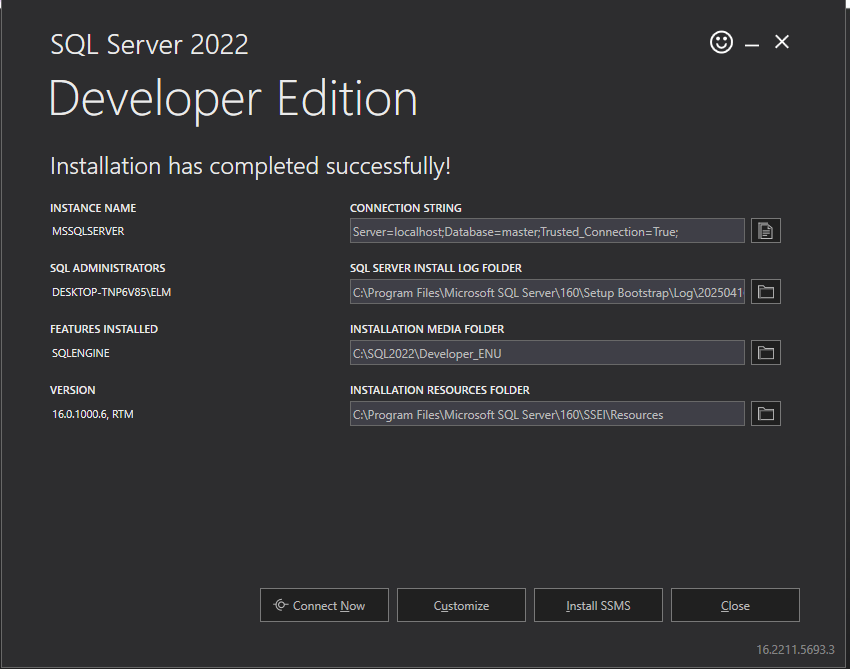 SQL Server 2022
Developer Edition
Installation has completed successfully!
INSTANCE NAME
MSSQLSERVER
CONNECTION STRING
Server=localhost;Database=master;Trusted_Connection=True;
SQL ADMINISTRATORS
DESKTOP-TNP6V85\ELM
SQL SERVER INSTALL LOG FOLDER
C:\Program Files\Microsoft SQL Server\160\Setup Bootstrap\Log\2025041
FEATURES INSTALLED
SQLENGINE
INSTALLATION MEDIA FOLDER
C:\SQL2022\Developer_ENU
VERSION
16.0.1000.6, RTM
INSTALLATION RESOURCES FOLDER
C:\Program Files\Microsoft SQL Server\160\SSEI\Resources
Connect Now
Customize
Install SSMS
Close
16.2211.5693.3